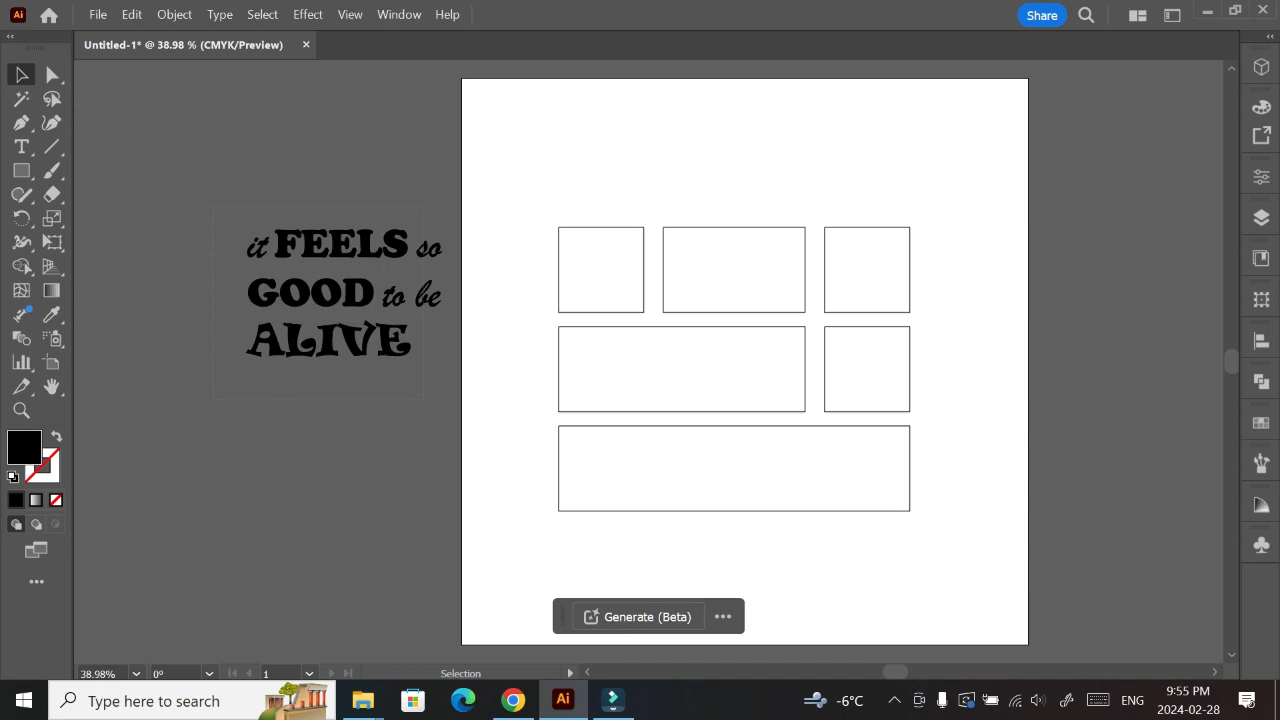 Ai File Edit Object Type Select Effect View Window Help Share
Untitled-1* @ 38.98 % (CMYK/Preview) ×
it FEELS so
GOOD to be
ALIVE
Generate (Beta)
38.98% 0° 1 Selection
Type here to search Ai -6°C ENG 9:55 PM
2024-02-28